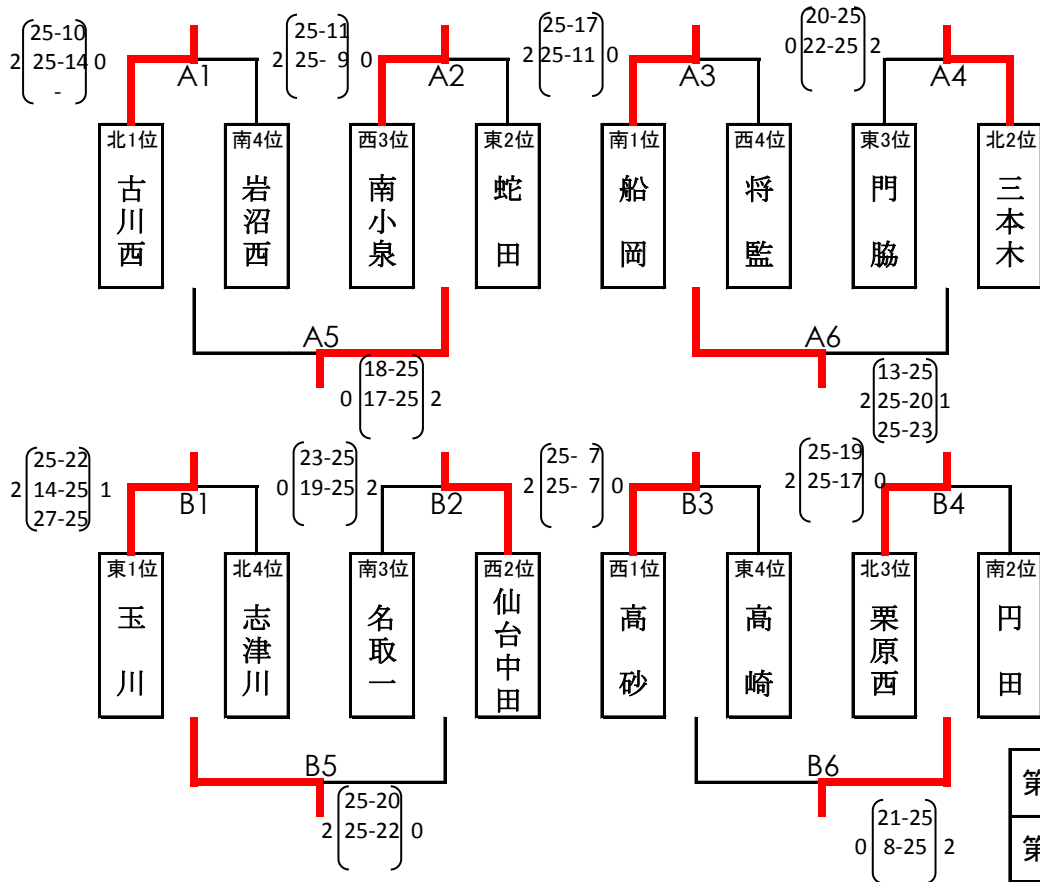 25-10
2 25-14 0
-
A1
25-11
2 25- 9 0
A2
25-17
2 25-11 0
A3
20-25
0 22-25 2
A4
北1位
古川西
南4位
岩沼西
西3位
南小泉
東2位
蛇田
南1位
船岡
西4位
将監
東3位
門脇
北2位
三本木
A5
18-25
0 17-25 2
A6
13-25
2 25-20 1
25-23
25-22
2 14-25 1
27-25
B1
23-25
0 19-25 2
B2
25- 7
2 25- 7 0
B3
25-19
2 25-17 0
B4
東1位
玉川
北4位
志津川
南3位
名取一
西2位
仙台中田
西1位
高砂
東4位
高崎
北3位
栗原西
南2位
円田
B5
25-20
2 25-22 0
B6
21-25
0 8-25 2
第
第